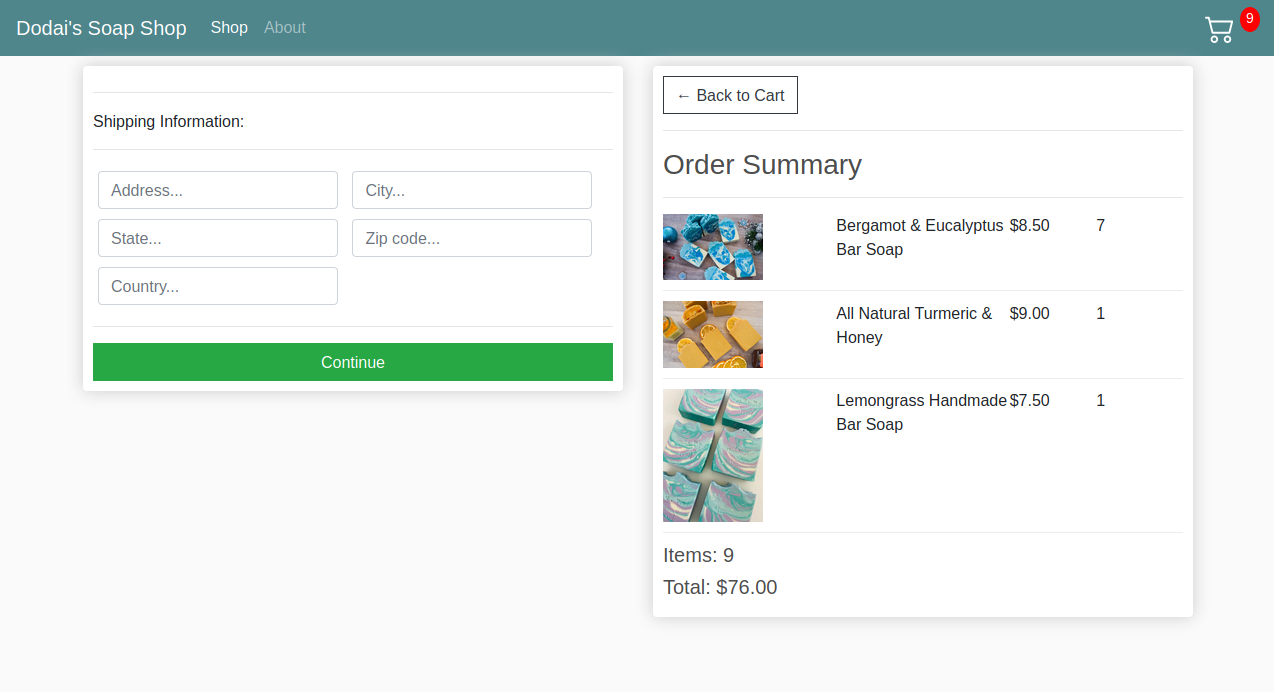 Dodai's Soap Shop Shop About 9
Shipping Information:
Address... City...
State... Zip code...
Country...
Continue
← Back to Cart
Order Summary
Bergamot & Eucalyptus $8.50 7
Bar Soap
All Natural Turmeric & $9.00 1
Honey
Lemongrass Handmade $7.50 1
Bar Soap
Items: 9
Total: $76.00